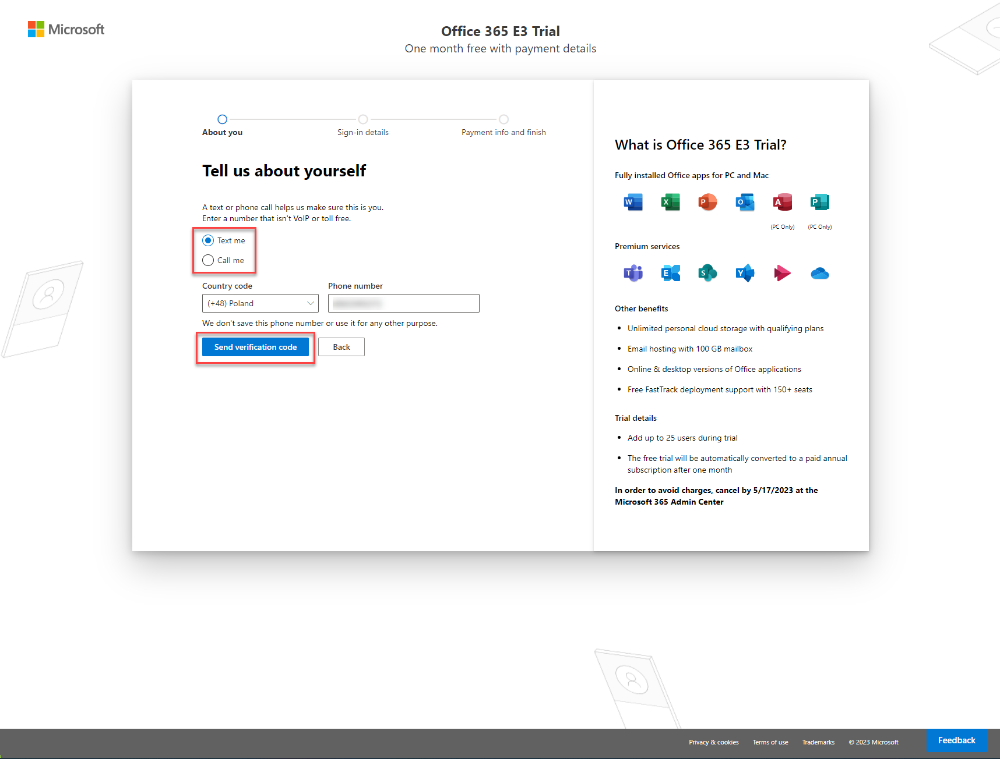 Microsoft
Office 365 E3 Trial
One month free with payment details
About you
Sign-in details
Payment info and finish
Tell us about yourself
A text or phone call helps us make sure this is you.
Enter a number that isn't VoIP or toll free.
Text me
Call me
Country code
Phone number
(+48) Poland
We don't save this phone number or use it for any other purpose.
Send verification code
Back
What is Office 365 E3 Trial?
Fully installed Office apps for PC and Mac
W
X
P
O
A
P
(PC Only)
(PC Only)
Premium services
T
E
S
Y
Other benefits
• Unlimited personal cloud storage with qualifying plans
• Email hosting with 100 GB mailbox
• Online & desktop versions of Office applications
• Free FastTrack deployment support with 150+ seats
Trial details
• Add up to 25 users during trial
• The free trial will be automatically converted to a paid annual
subscription after one month
In order to avoid charges, cancel by 5/17/2023 at the
Microsoft 365 Admin Center
Privacy & cookies
Terms of use
Trademarks
© 2023 Microsoft
Feedback